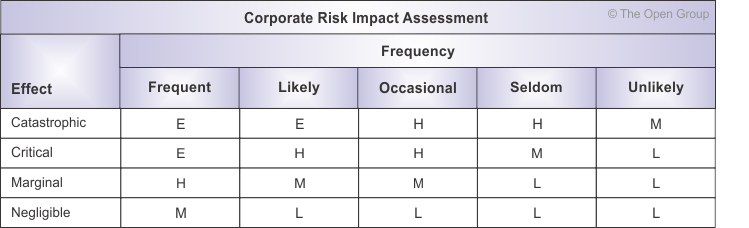 Corporate Risk Impact Assessment
© The Open Group
Frequency
Effect Frequent Likely Occasional Seldom Unlikely
Catastrophic E E H H M
Critical E H H M L
Marginal H M M L L
Negligible M L L L L